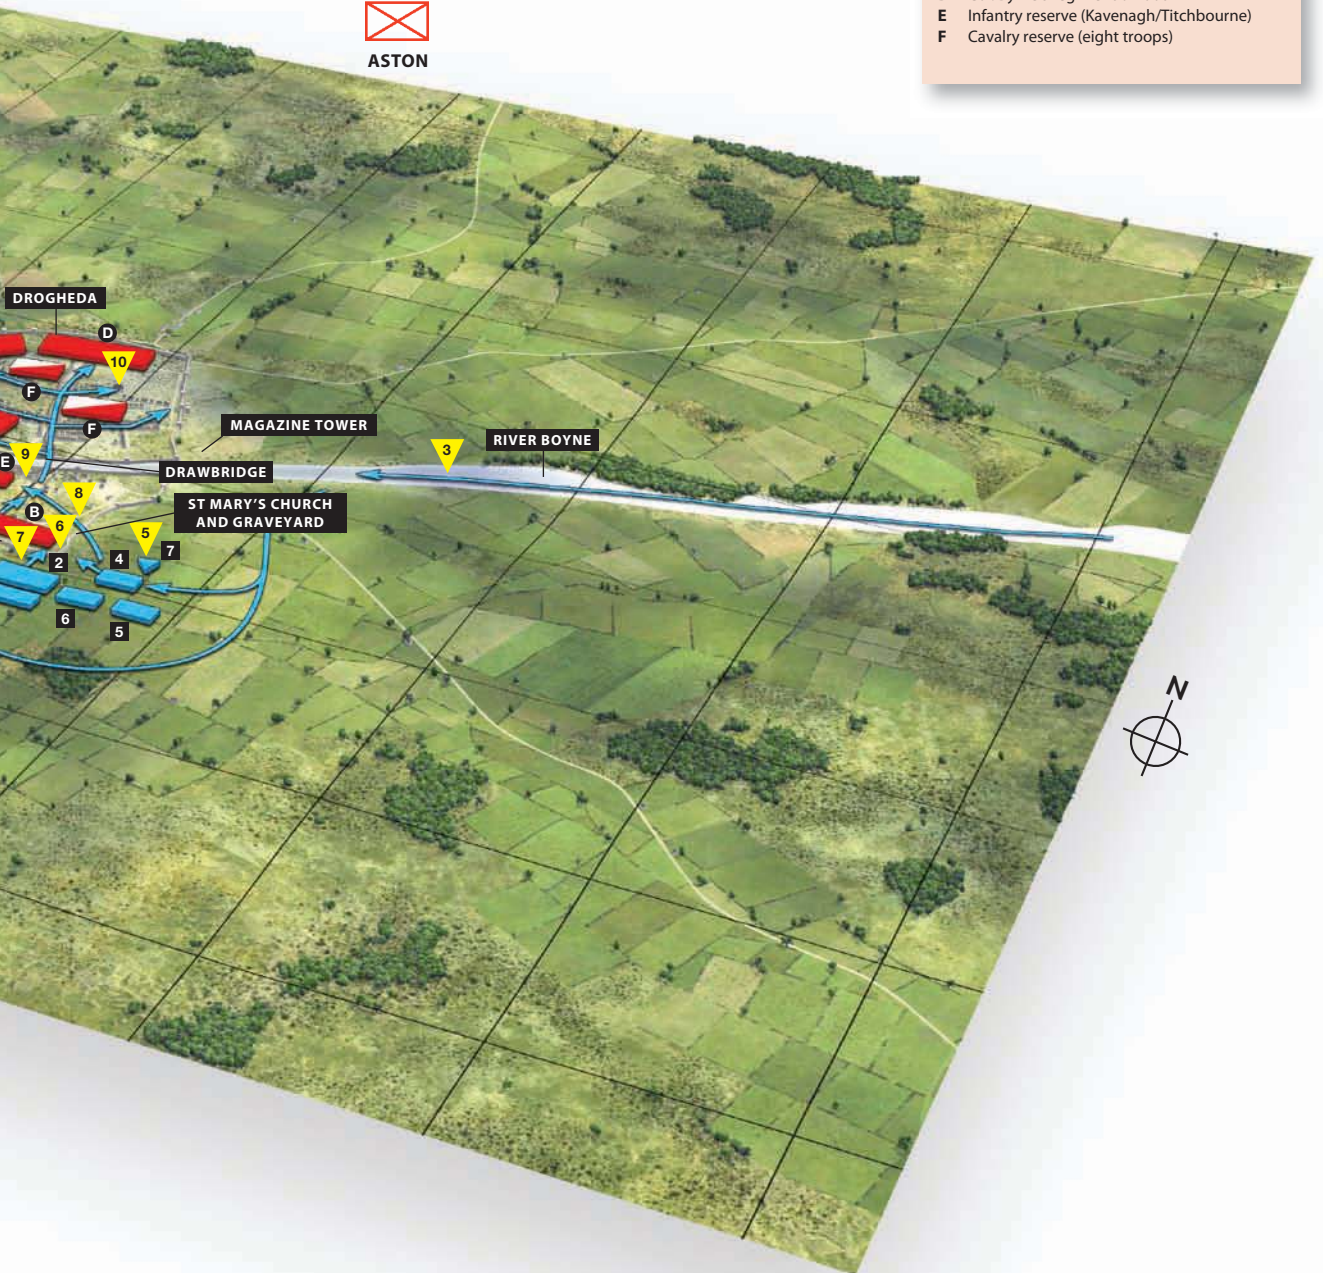 E Infantry reserve (Kavenagh/Titchbourne)
F Cavalry reserve (eight troops)
ASTON
DROGHEDA
D
10
F
F
MAGAZINE TOWER
3
RIVER BOYNE
E
9
DRAWBRIDGE
8
ST MARY'S CHURCH
AND GRAVEYARD
B
6
7
5
7
2
4
6
5
N